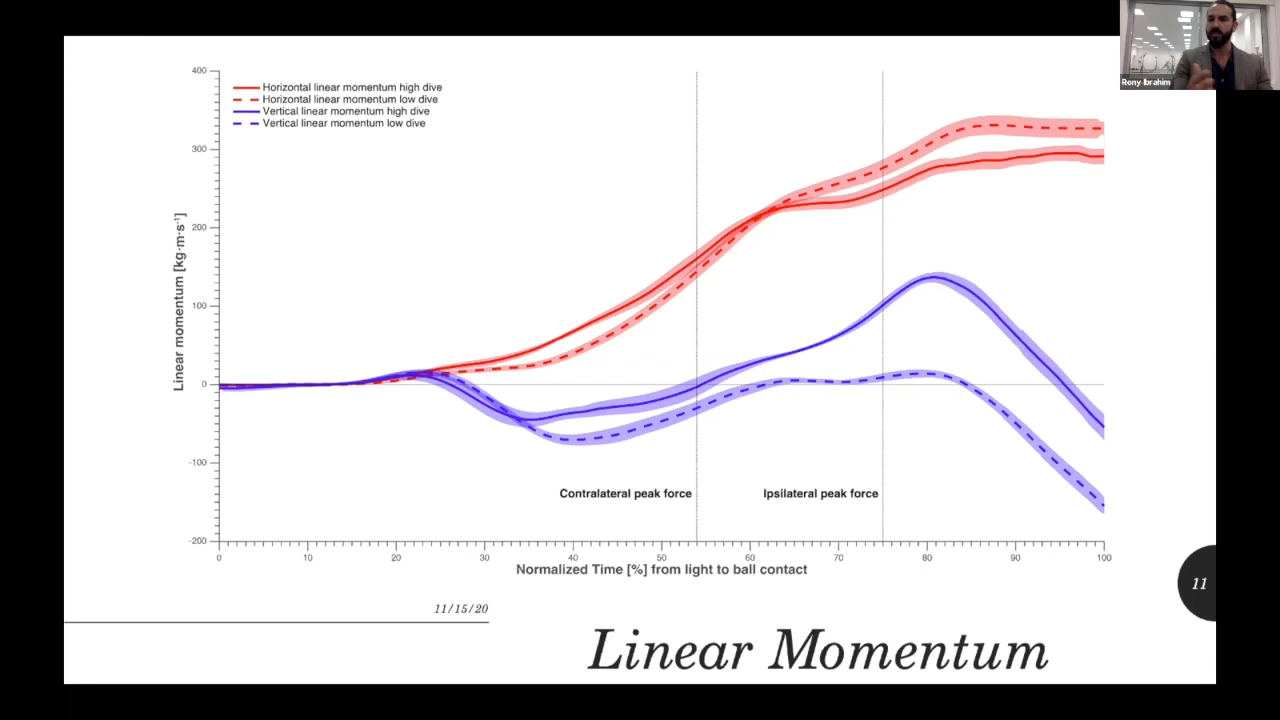 Rony Ibrahim
400
300
200
100
0
-100
-200
Linear momentum [kg·m·s⁻¹]
Horizontal linear momentum high dive
Horizontal linear momentum low dive
Vertical linear momentum high dive
Vertical linear momentum low dive
Contralateral peak force
Ipsilateral peak force
0 10 20 30 40 50 60 70 80 90 100
Normalized Time [%] from light to ball contact
11
11/15/20
Linear Momentum